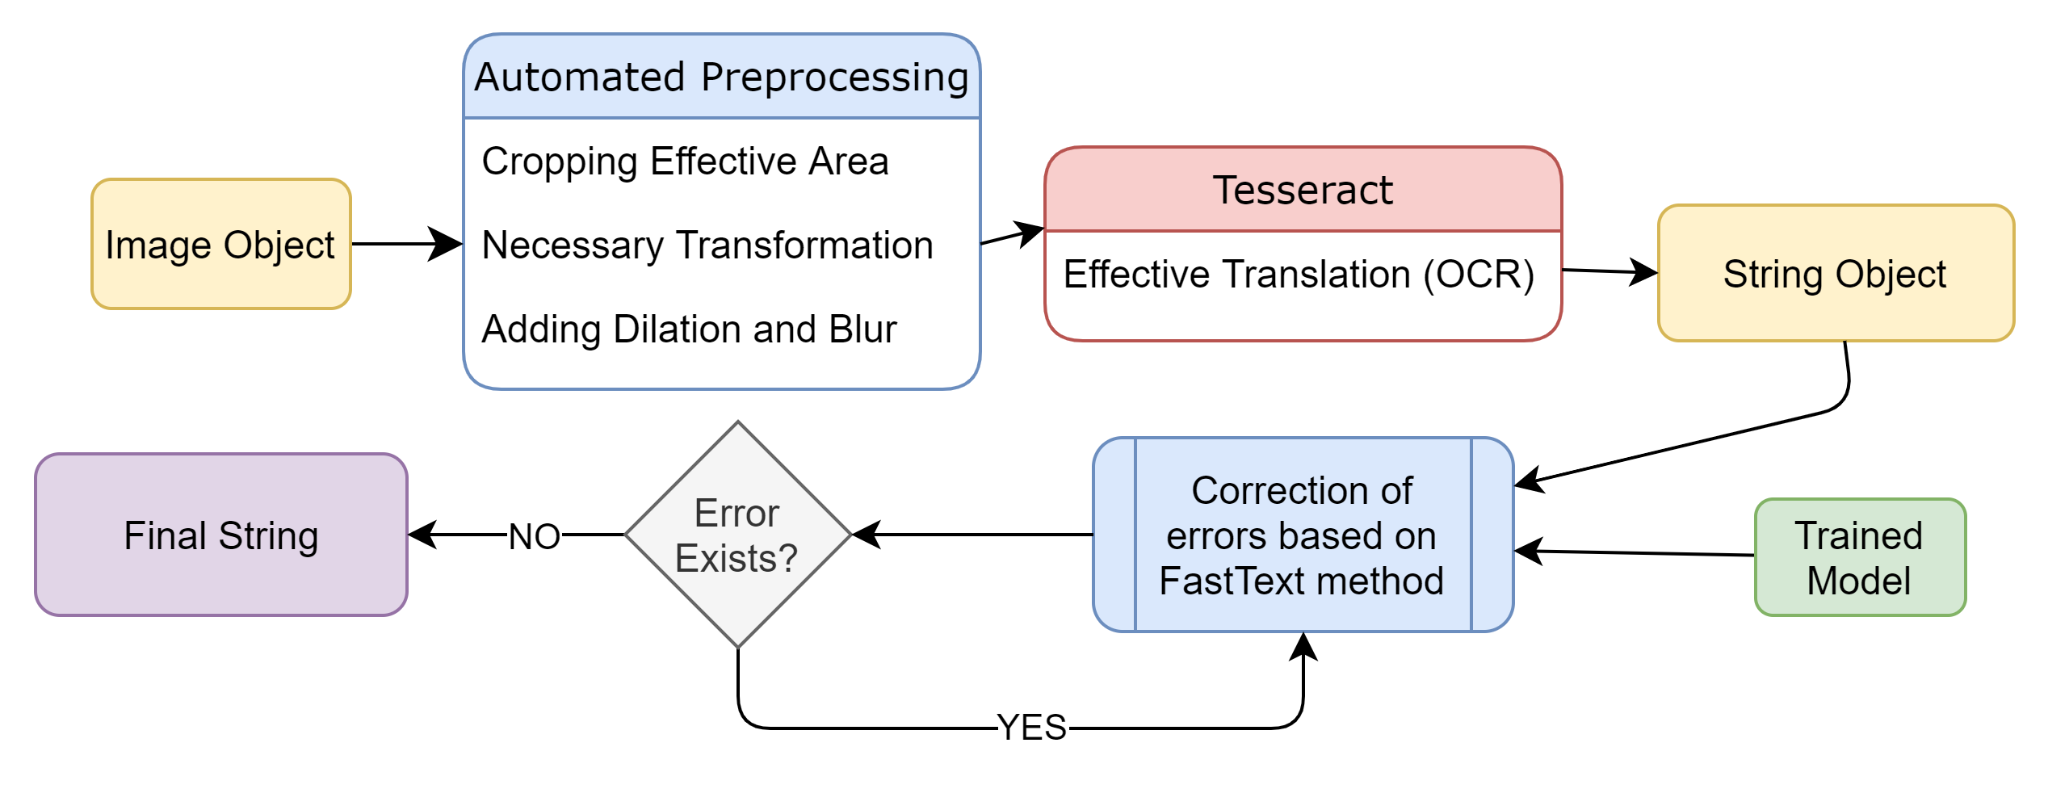 Automated Preprocessing
Cropping Effective Area
Necessary Transformation
Adding Dilation and Blur
Image Object
Tesseract
Effective Translation (OCR)
String Object
Correction of
errors based on
FastText method
Trained
Model
Error
Exists?
NO
Final String
YES